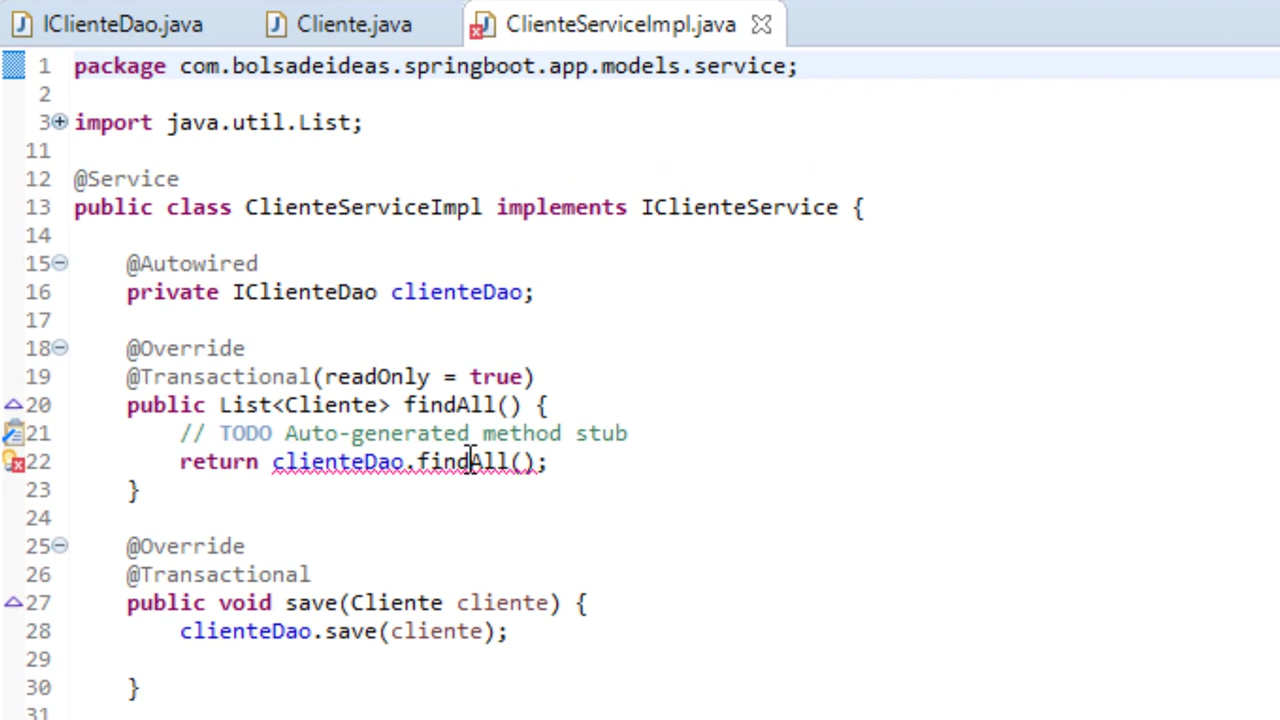 IClienteDao.java Cliente.java ClienteServiceImpl.java
1 package com.bolsadeideas.springboot.app.models.service;
2
3 import java.util.List;
11
12 @Service
13 public class ClienteServiceImpl implements IClienteService {
14
15 @Autowired
16 private IClienteDao clienteDao;
17
18 @Override
19 @Transactional(readOnly = true)
20 public List<Cliente> findAll() {
21 // TODO Auto-generated method stub
22 return clienteDao.findAll();
23 }
24
25 @Override
26 @Transactional
27 public void save(Cliente cliente) {
28 clienteDao.save(cliente);
29
30 }
31